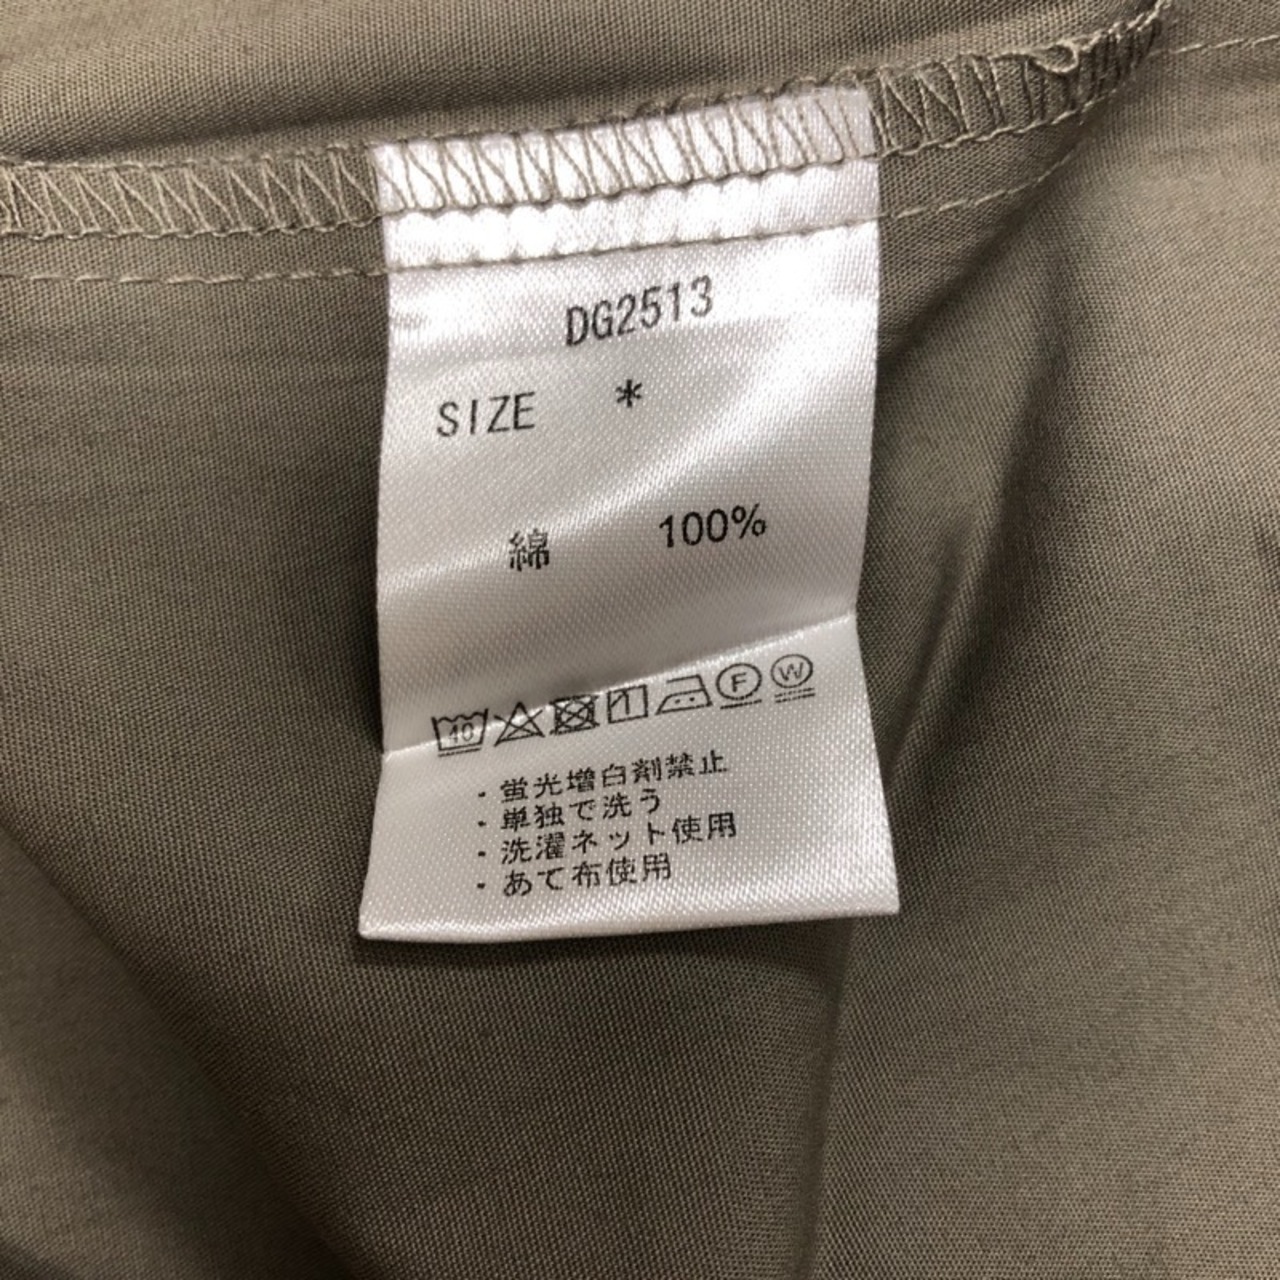 DG2513
SIZE *
綿 100%
40 F W
・蛍光増白剤禁止
・単独で洗う
・洗濯ネット使用
・あて布使用